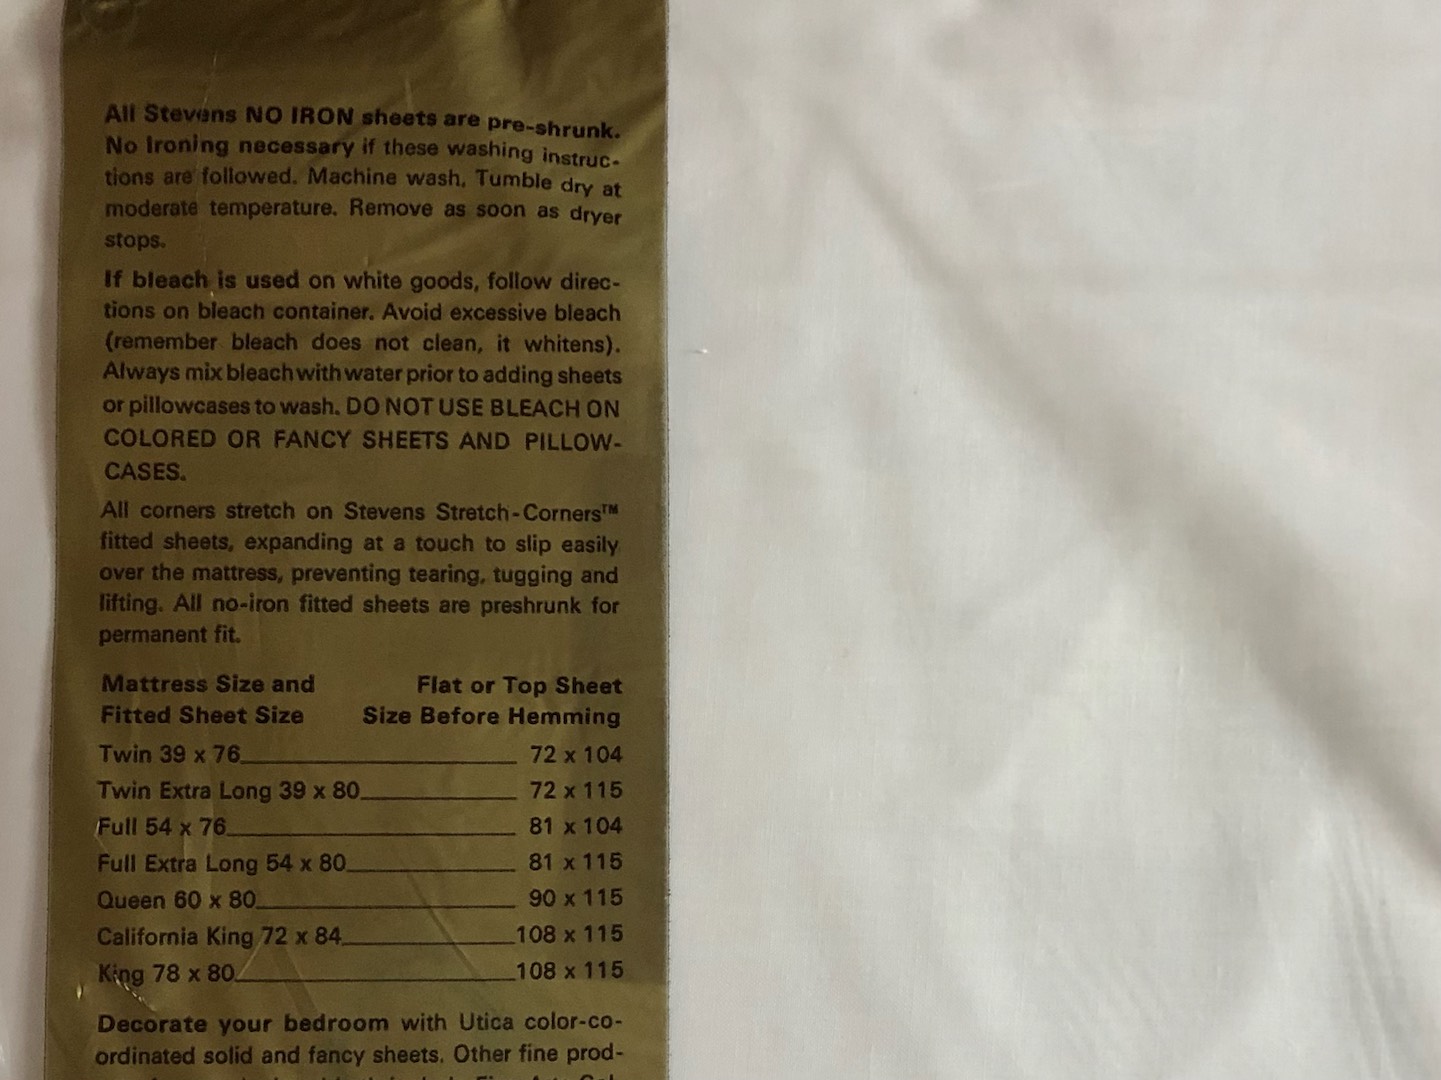 All Stevens NO IRON sheets are pre-shrunk.
No Ironing necessary if these washing instruc-
tions are followed. Machine wash, Tumble dry at
moderate temperature. Remove as soon as dryer
stops.
If bleach is used on white goods, follow direc-
tions on bleach container. Avoid excessive bleach
(remember bleach does not clean, it whitens).
Always mix bleach with water prior to adding sheets
or pillowcases to wash. DO NOT USE BLEACH ON
COLORED OR FANCY SHEETS AND PILLOW-
CASES.
All corners stretch on Stevens Stretch-Corners™
fitted sheets, expanding at a touch to slip easily
over the mattress, preventing tearing, tugging and
lifting. All no-iron fitted sheets are preshrunk for
permanent fit.
Mattress Size and Flat or Top Sheet
Fitted Sheet Size Size Before Hemming
Twin 39 x 76 72 x 104
Twin Extra Long 39 x 80 72 x 115
Full 54 x 76 81 x 104
Full Extra Long 54 x 80 81 x 115
Queen 60 x 80 90 x 115
California King 72 x 84 108 x 115
King 78 x 80 108 x 115
Decorate your bedroom with Utica color-co-
ordinated solid and fancy sheets. Other fine prod-